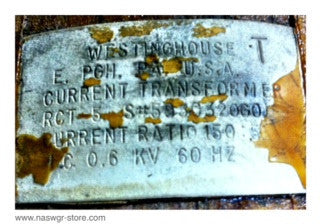 WESTINGHOUSE T
E. PGH. PA. U.S.A.
CURRENT TRANSFORMER
RCT-5
CURRENT RATIO 150
0.6 KV 60 HZ
www.naswgr-store.com